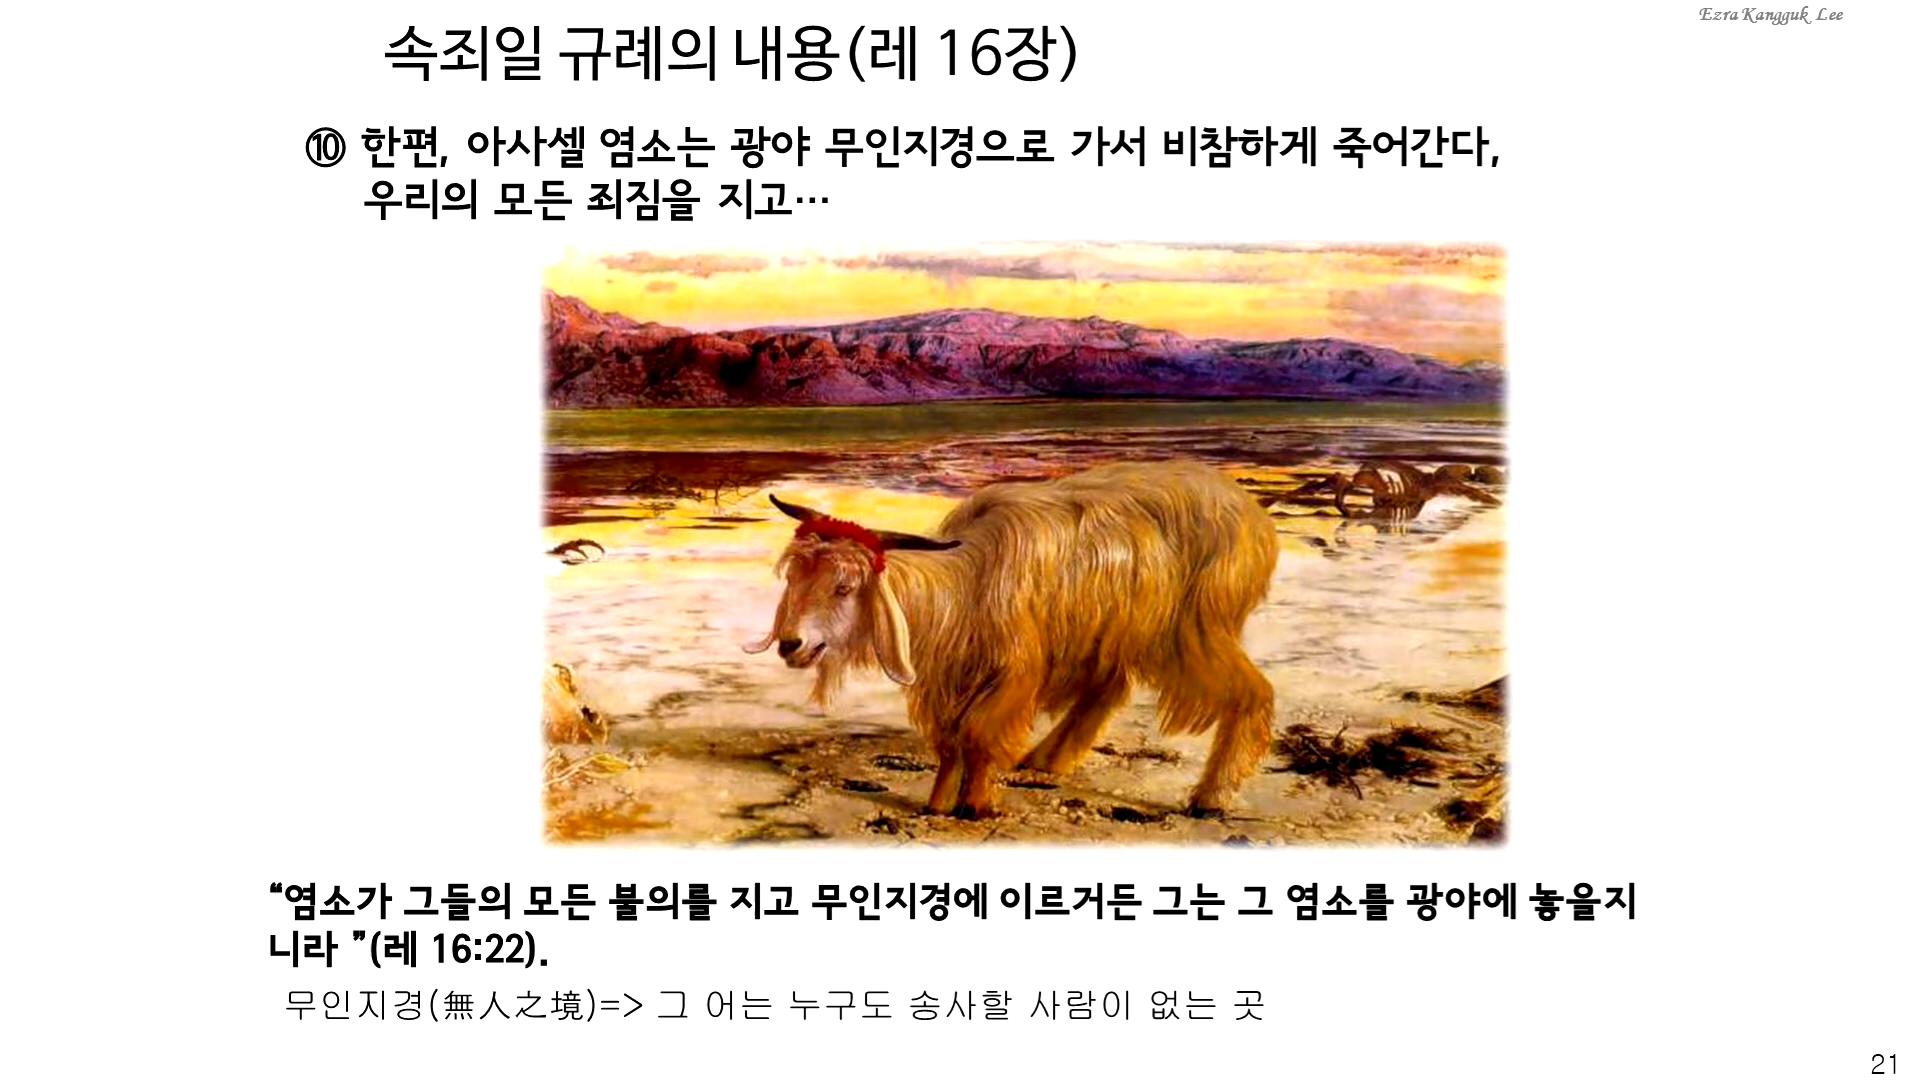 Ezra Kangguk Lee
속죄일 규례의 내용(레 16장)
⑩ 한편, 아사셀 염소는 광야 무인지경으로 가서 비참하게 죽어간다,
우리의 모든 죄짐을 지고…
“염소가 그들의 모든 불의를 지고 무인지경에 이르거든 그는 그 염소를 광야에 놓을지
니라 ”(레 16:22).
무인지경(無人之境)=> 그 어는 누구도 송사할 사람이 없는 곳
21